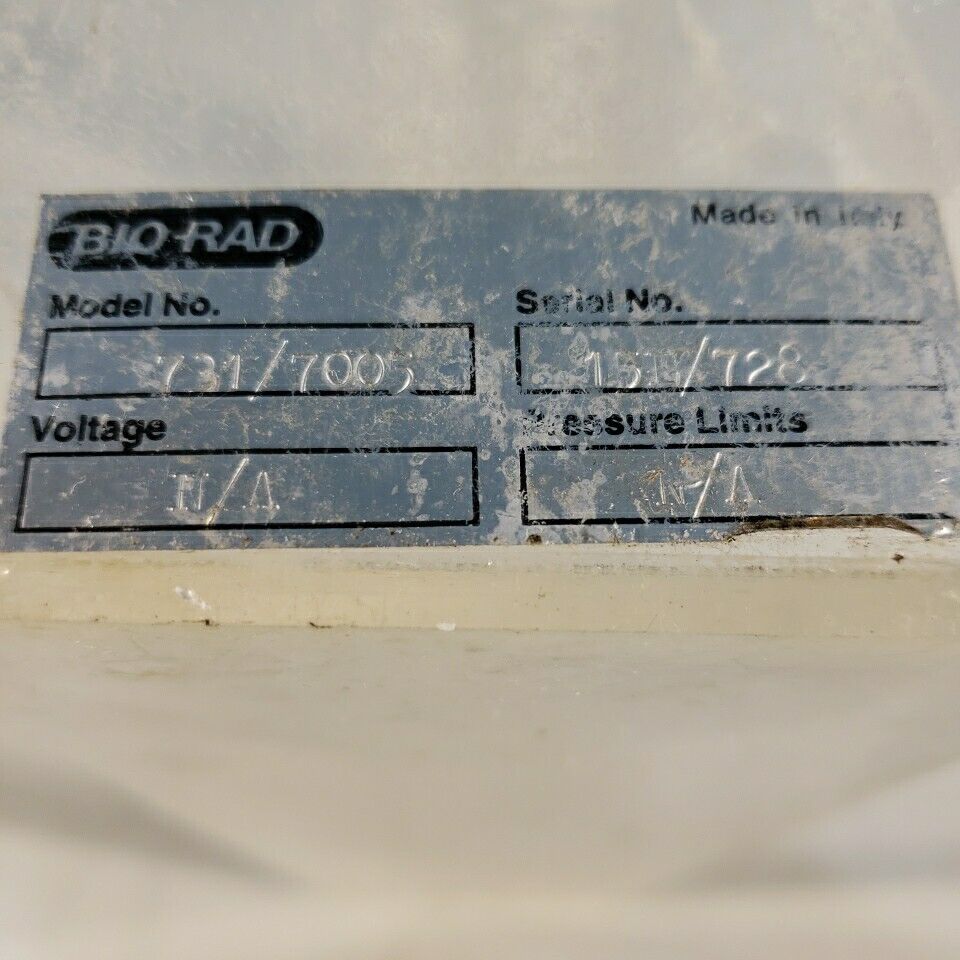 BIO-RAD
Made in Italy
Model No.
Serial No.
731/7005
Voltage
Pressure Limits
N/A
N/A